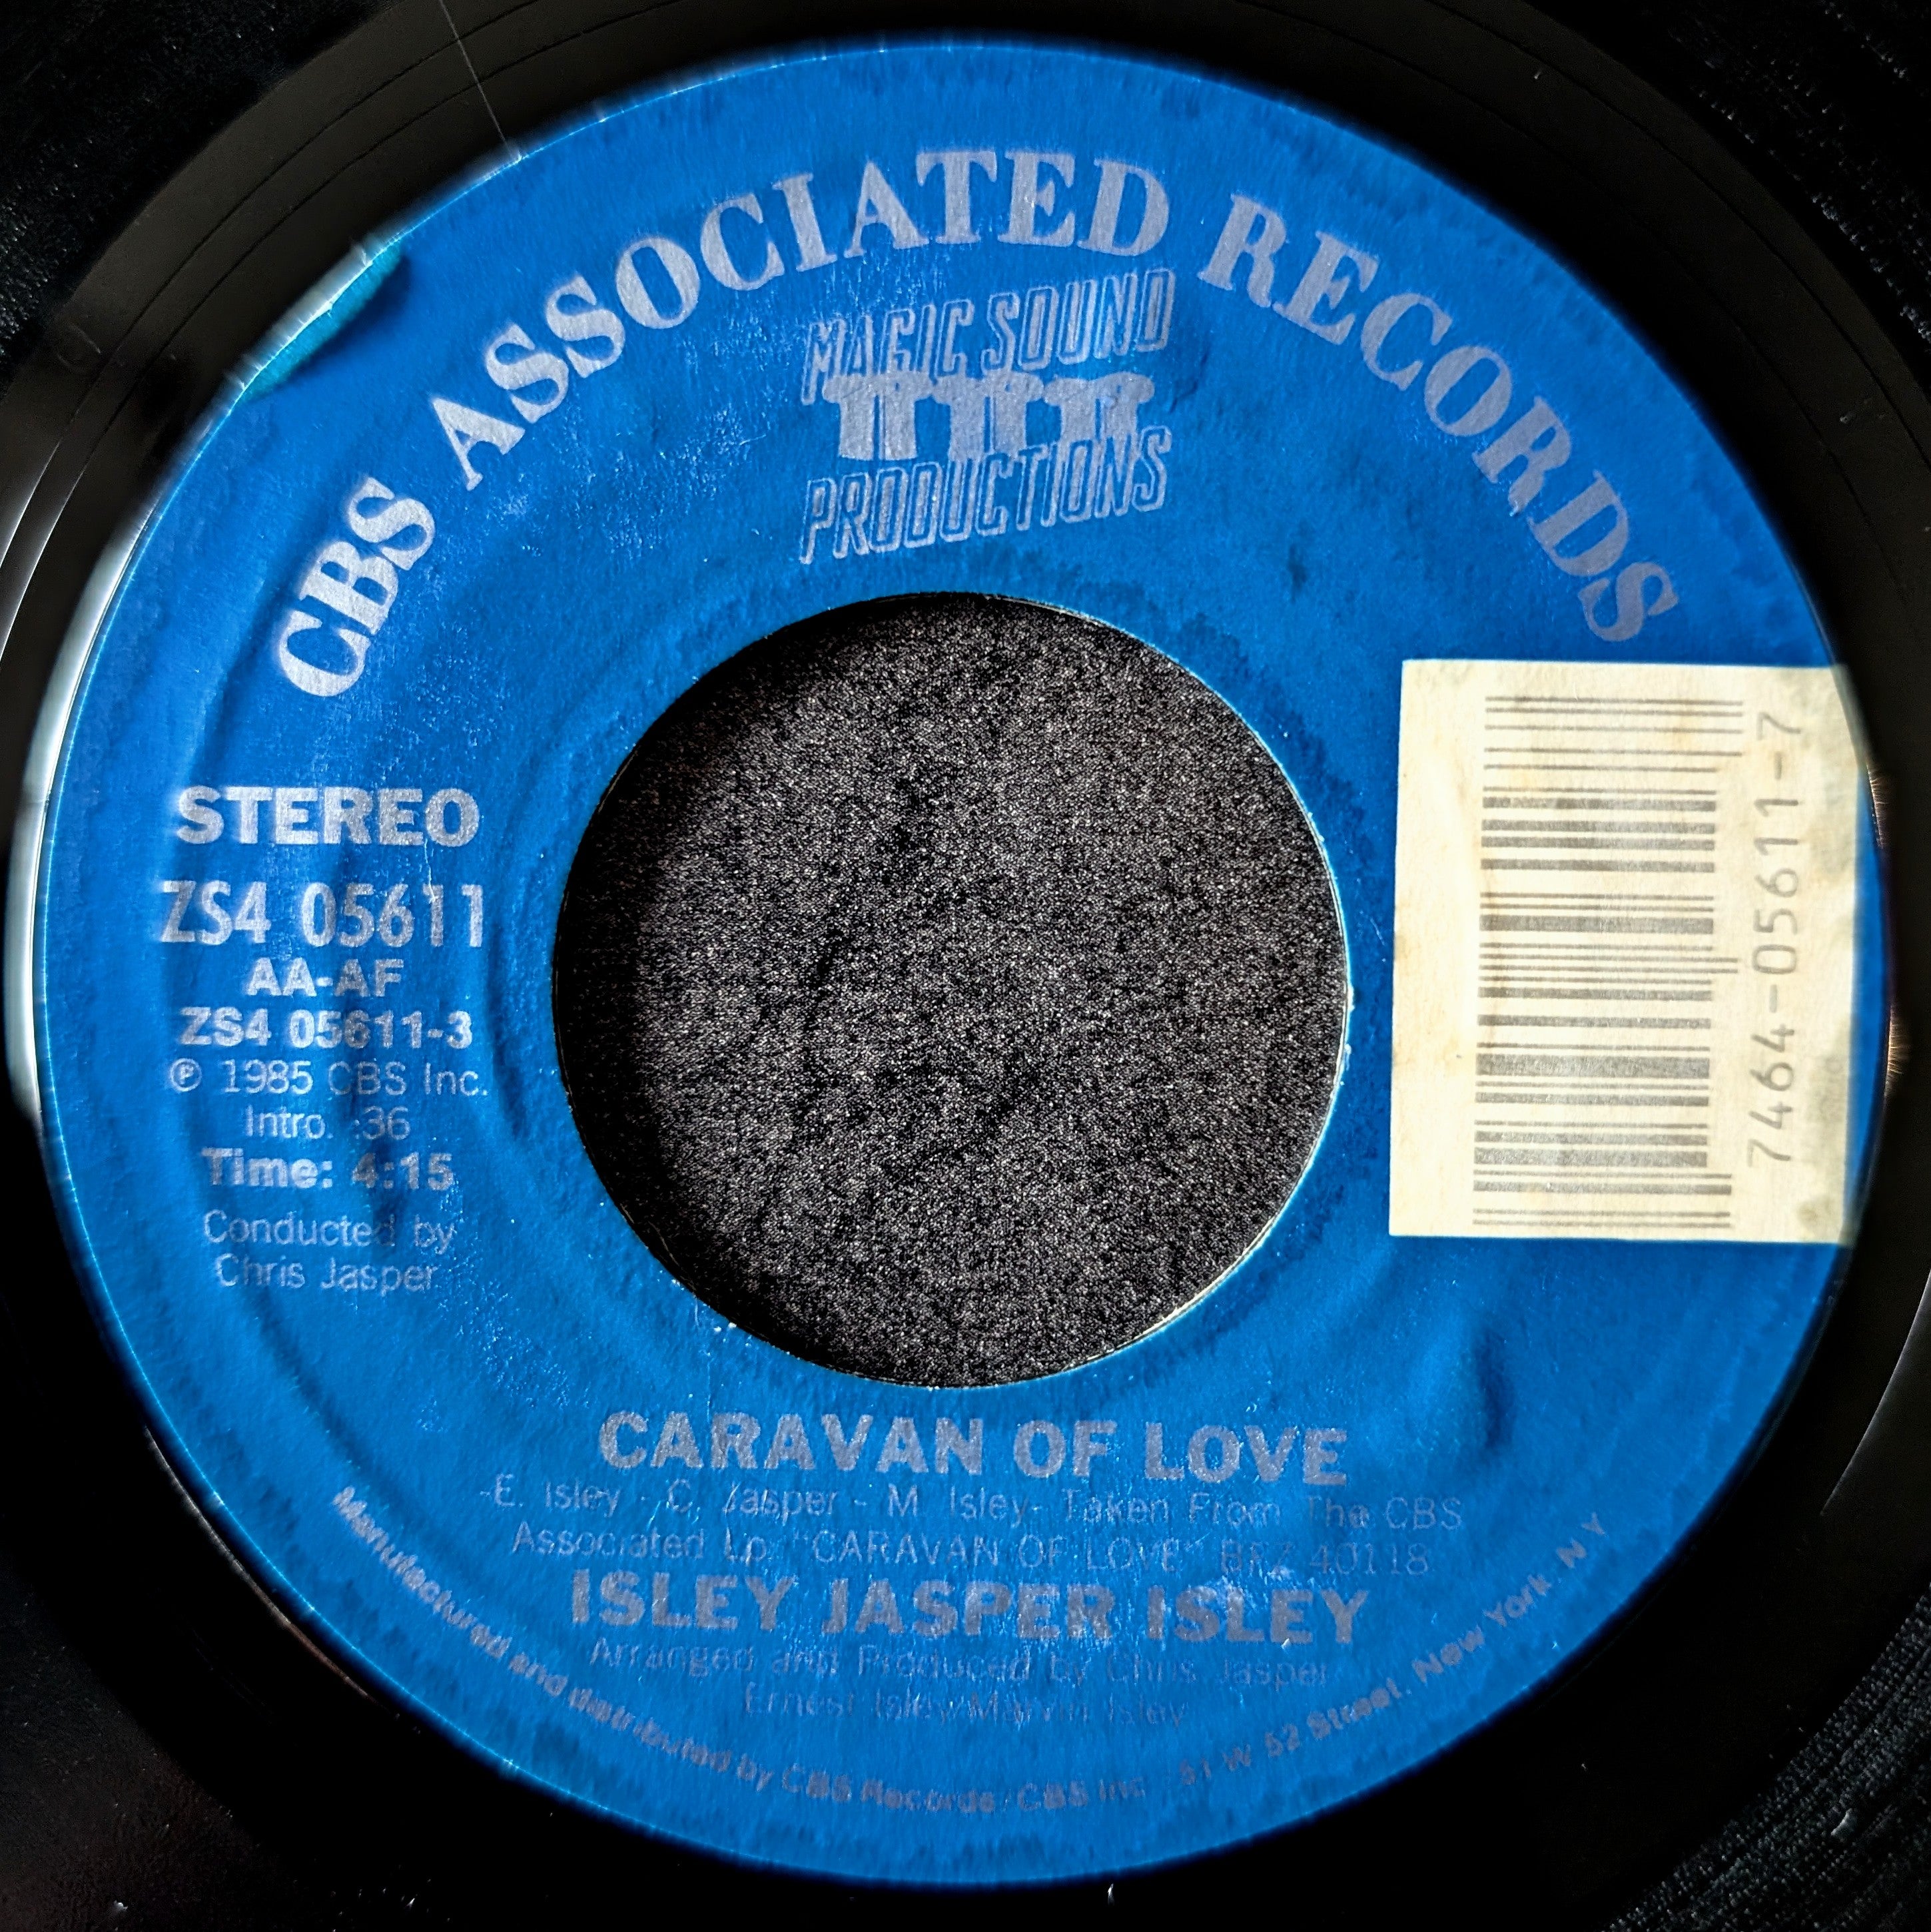 CBS ASSOCIATED RECORDS
MAGIC SOUND
PRODUCTIONS
STEREO
ZS4 05611
AA-AF
ZS4 05611-3
℗ 1985 CBS Inc.
Intro. :36
Time: 4:15
Conducted by
Chris Jasper
7464-05611-7
CARAVAN OF LOVE
-E. Isley - C. Jasper - M. Isley- Taken From The CBS
Associated Lp "CARAVAN OF LOVE" BFZ 40118
ISLEY JASPER ISLEY
Arranged and Produced by Chris Jasper
Ernest Isley/Marvin Isley
Manufactured and distributed by CBS Records/CBS Inc. 51 W 52 Street, New York, N Y